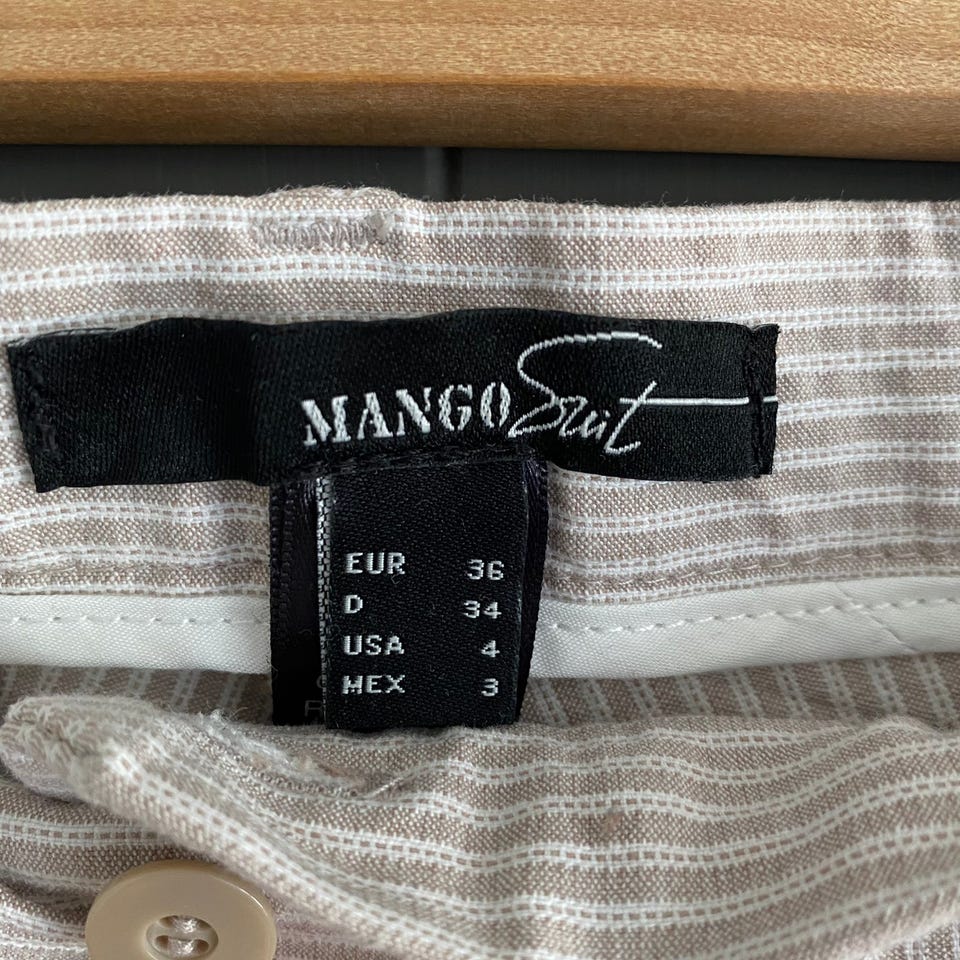 MANGO Suit
EUR 36
D 34
USA 4
MEX 3